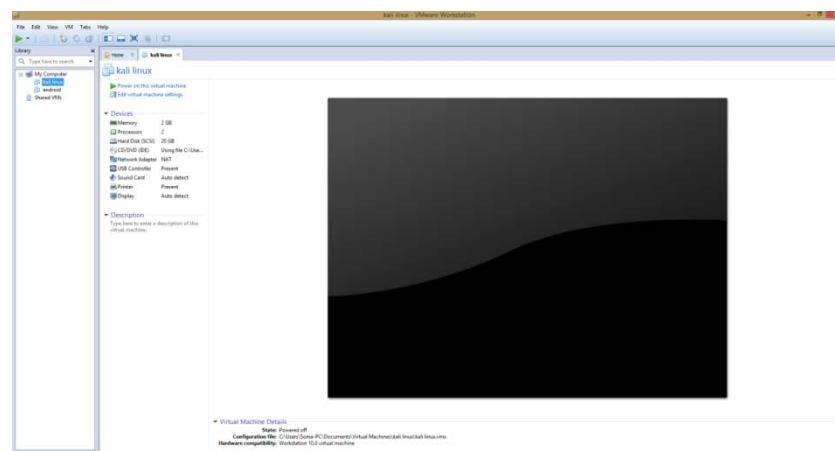 kali linux - VMware Workstation
File Edit View VM Tabs Help
Library
Type here to search
My Computer
kali linux
android
Shared VMs
Home
kali linux
kali linux
Power on this virtual machine
Edit virtual machine settings
Devices
Memory 2 GB
Processors 2
Hard Disk (SCSI) 20 GB
CD/DVD (IDE) Using file C:\Use...
Network Adapter NAT
USB Controller Present
Sound Card Auto detect
Printer Present
Display Auto detect
Description
Type here to enter a description of this
virtual machine.
Virtual Machine Details
State: Powered off
Configuration file: C:\Users\Soma-PC\Documents\Virtual Machines\kali linux\kali linux.vmx
Hardware compatibility: Workstation 10.0 virtual machine